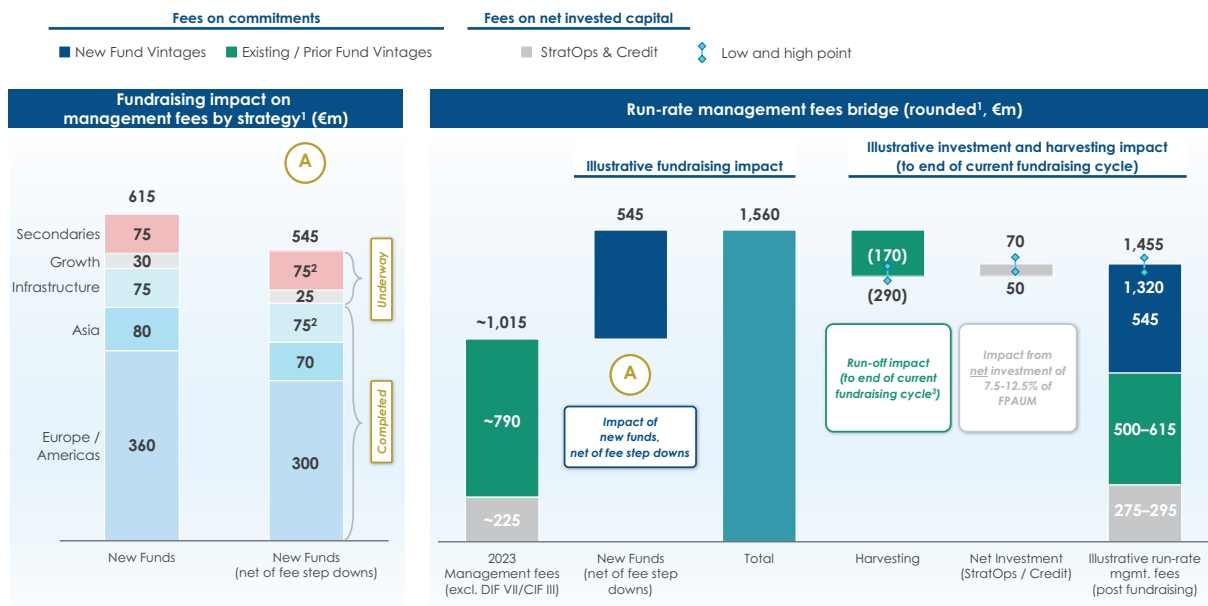 Fees on commitments
Fees on net invested capital
New Fund Vintages
Existing / Prior Fund Vintages
StratOps & Credit
Low and high point
Fundraising impact on
management fees by strategy¹ (€m)
A
615
545
Secondaries
75
75²
Growth
30
25
Infrastructure
75
75²
Asia
80
70
Europe /
Americas
360
300
Underway
Completed
New Funds
New Funds
(net of fee step downs)
Run-rate management fees bridge (rounded¹, €m)
Illustrative fundraising impact
Illustrative investment and harvesting impact
(to end of current fundraising cycle)
~1,015
~790
~225
545
A
Impact of
new funds,
net of fee step downs
1,560
(170)
(290)
Run-off impact
(to end of current
fundraising cycle³)
70
50
Impact from
net investment of
7.5-12.5% of
FPAUM
1,455
1,320
545
500–615
275–295
2023
Management fees
(excl. DIF VII/CIF III)
New Funds
(net of fee step
downs)
Total
Harvesting
Net Investment
(StratOps / Credit)
Illustrative run-rate
mgmt. fees
(post fundraising)